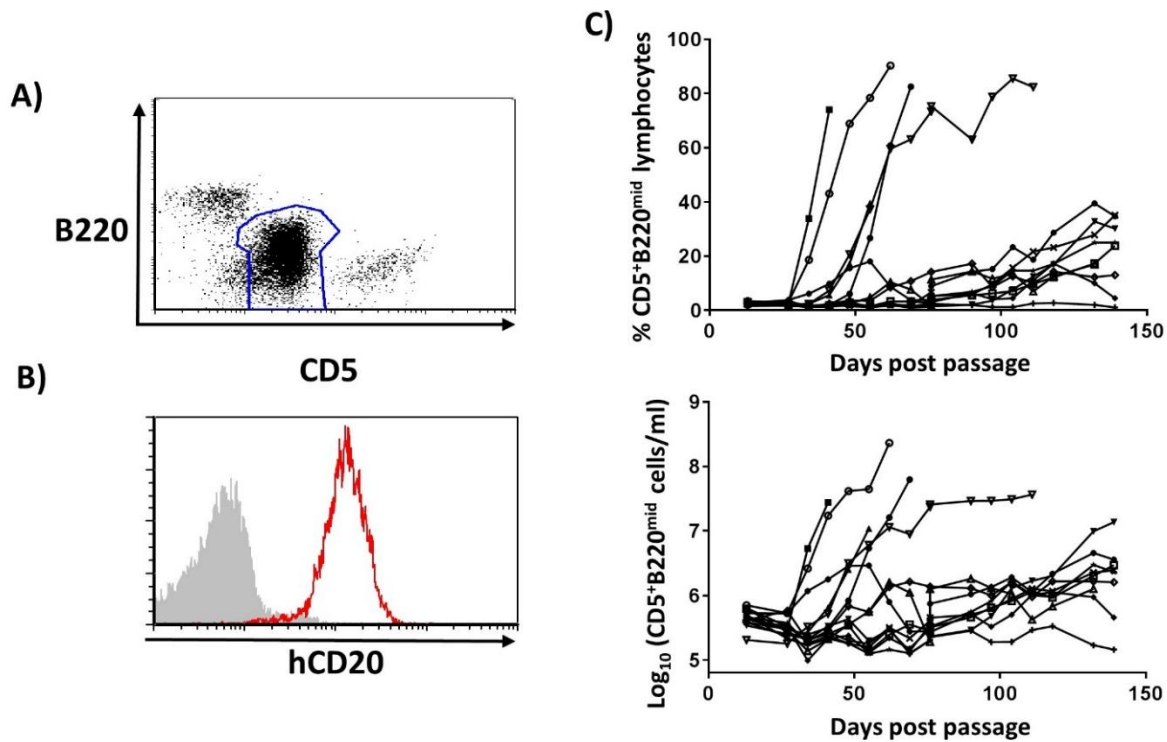 A)
B220
CD5
B)
hCD20
C)
% CD5⁺B220ᵐⁱᵈ lymphocytes
100
80
60
40
20
0
0 50 100 150
Days post passage
Log₁₀ (CD5⁺B220ᵐⁱᵈ cells/ml)
9
8
7
6
5
0 50 100 150
Days post passage